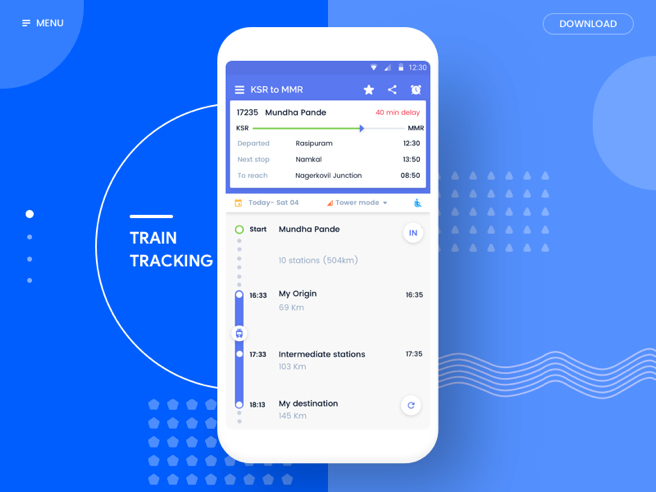 MENU
DOWNLOAD
12:30
KSR to MMR
17235 Mundha Pande 40 min delay
KSR MMR
Departed Rasipuram 12:30
Next stop Namkal 13:50
To reach Nagerkovil Junction 08:50
Today- Sat 04 Tower mode
Start Mundha Pande IN
10 stations (504km)
16:33 My Origin 16:35
69 Km
17:33 Intermediate stations 17:35
103 Km
18:13 My destination
145 Km
TRAIN
TRACKING